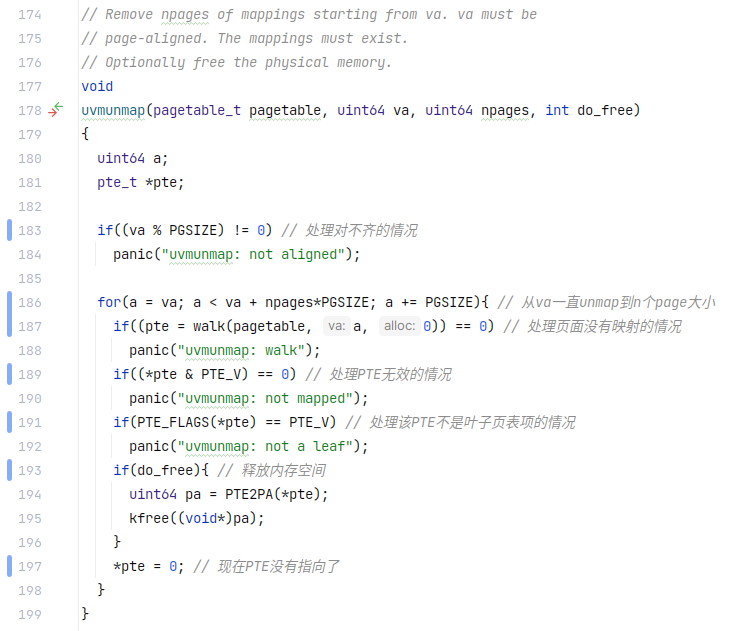 174 // Remove npages of mappings starting from va. va must be
175 // page-aligned. The mappings must exist.
176 // Optionally free the physical memory.
177 void
178 uvmunmap(pagetable_t pagetable, uint64 va, uint64 npages, int do_free)
179 {
180   uint64 a;
181   pte_t *pte;
182
183   if((va % PGSIZE) != 0) // 处理对不齐的情况
184     panic("uvmunmap: not aligned");
185
186   for(a = va; a < va + npages*PGSIZE; a += PGSIZE){ // 从va一直unmap到n个page大小
187     if((pte = walk(pagetable, va: a, alloc: 0)) == 0) // 处理页面没有映射的情况
188       panic("uvmunmap: walk");
189     if((*pte & PTE_V) == 0) // 处理PTE无效的情况
190       panic("uvmunmap: not mapped");
191     if(PTE_FLAGS(*pte) == PTE_V) // 处理该PTE不是叶子页表项的情况
192       panic("uvmunmap: not a leaf");
193     if(do_free){ // 释放内存空间
194       uint64 pa = PTE2PA(*pte);
195       kfree((void*)pa);
196     }
197     *pte = 0; // 现在PTE没有指向了
198   }
199 }